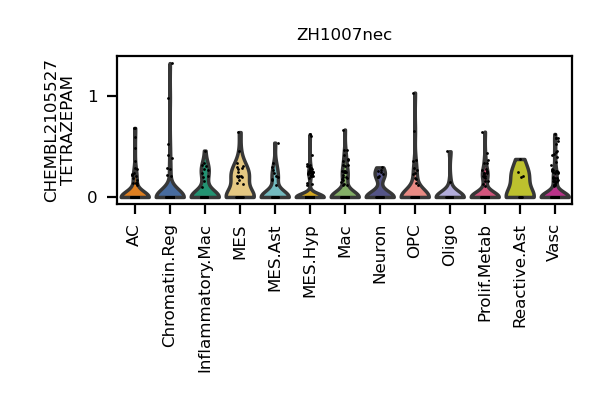 ZH1007nec
CHEMBL2105527
TETRAZEPAM
1
0
AC
Chromatin.Reg
Inflammatory.Mac
MES
MES.Ast
MES.Hyp
Mac
Neuron
OPC
Oligo
Prolif.Metab
Reactive.Ast
Vasc